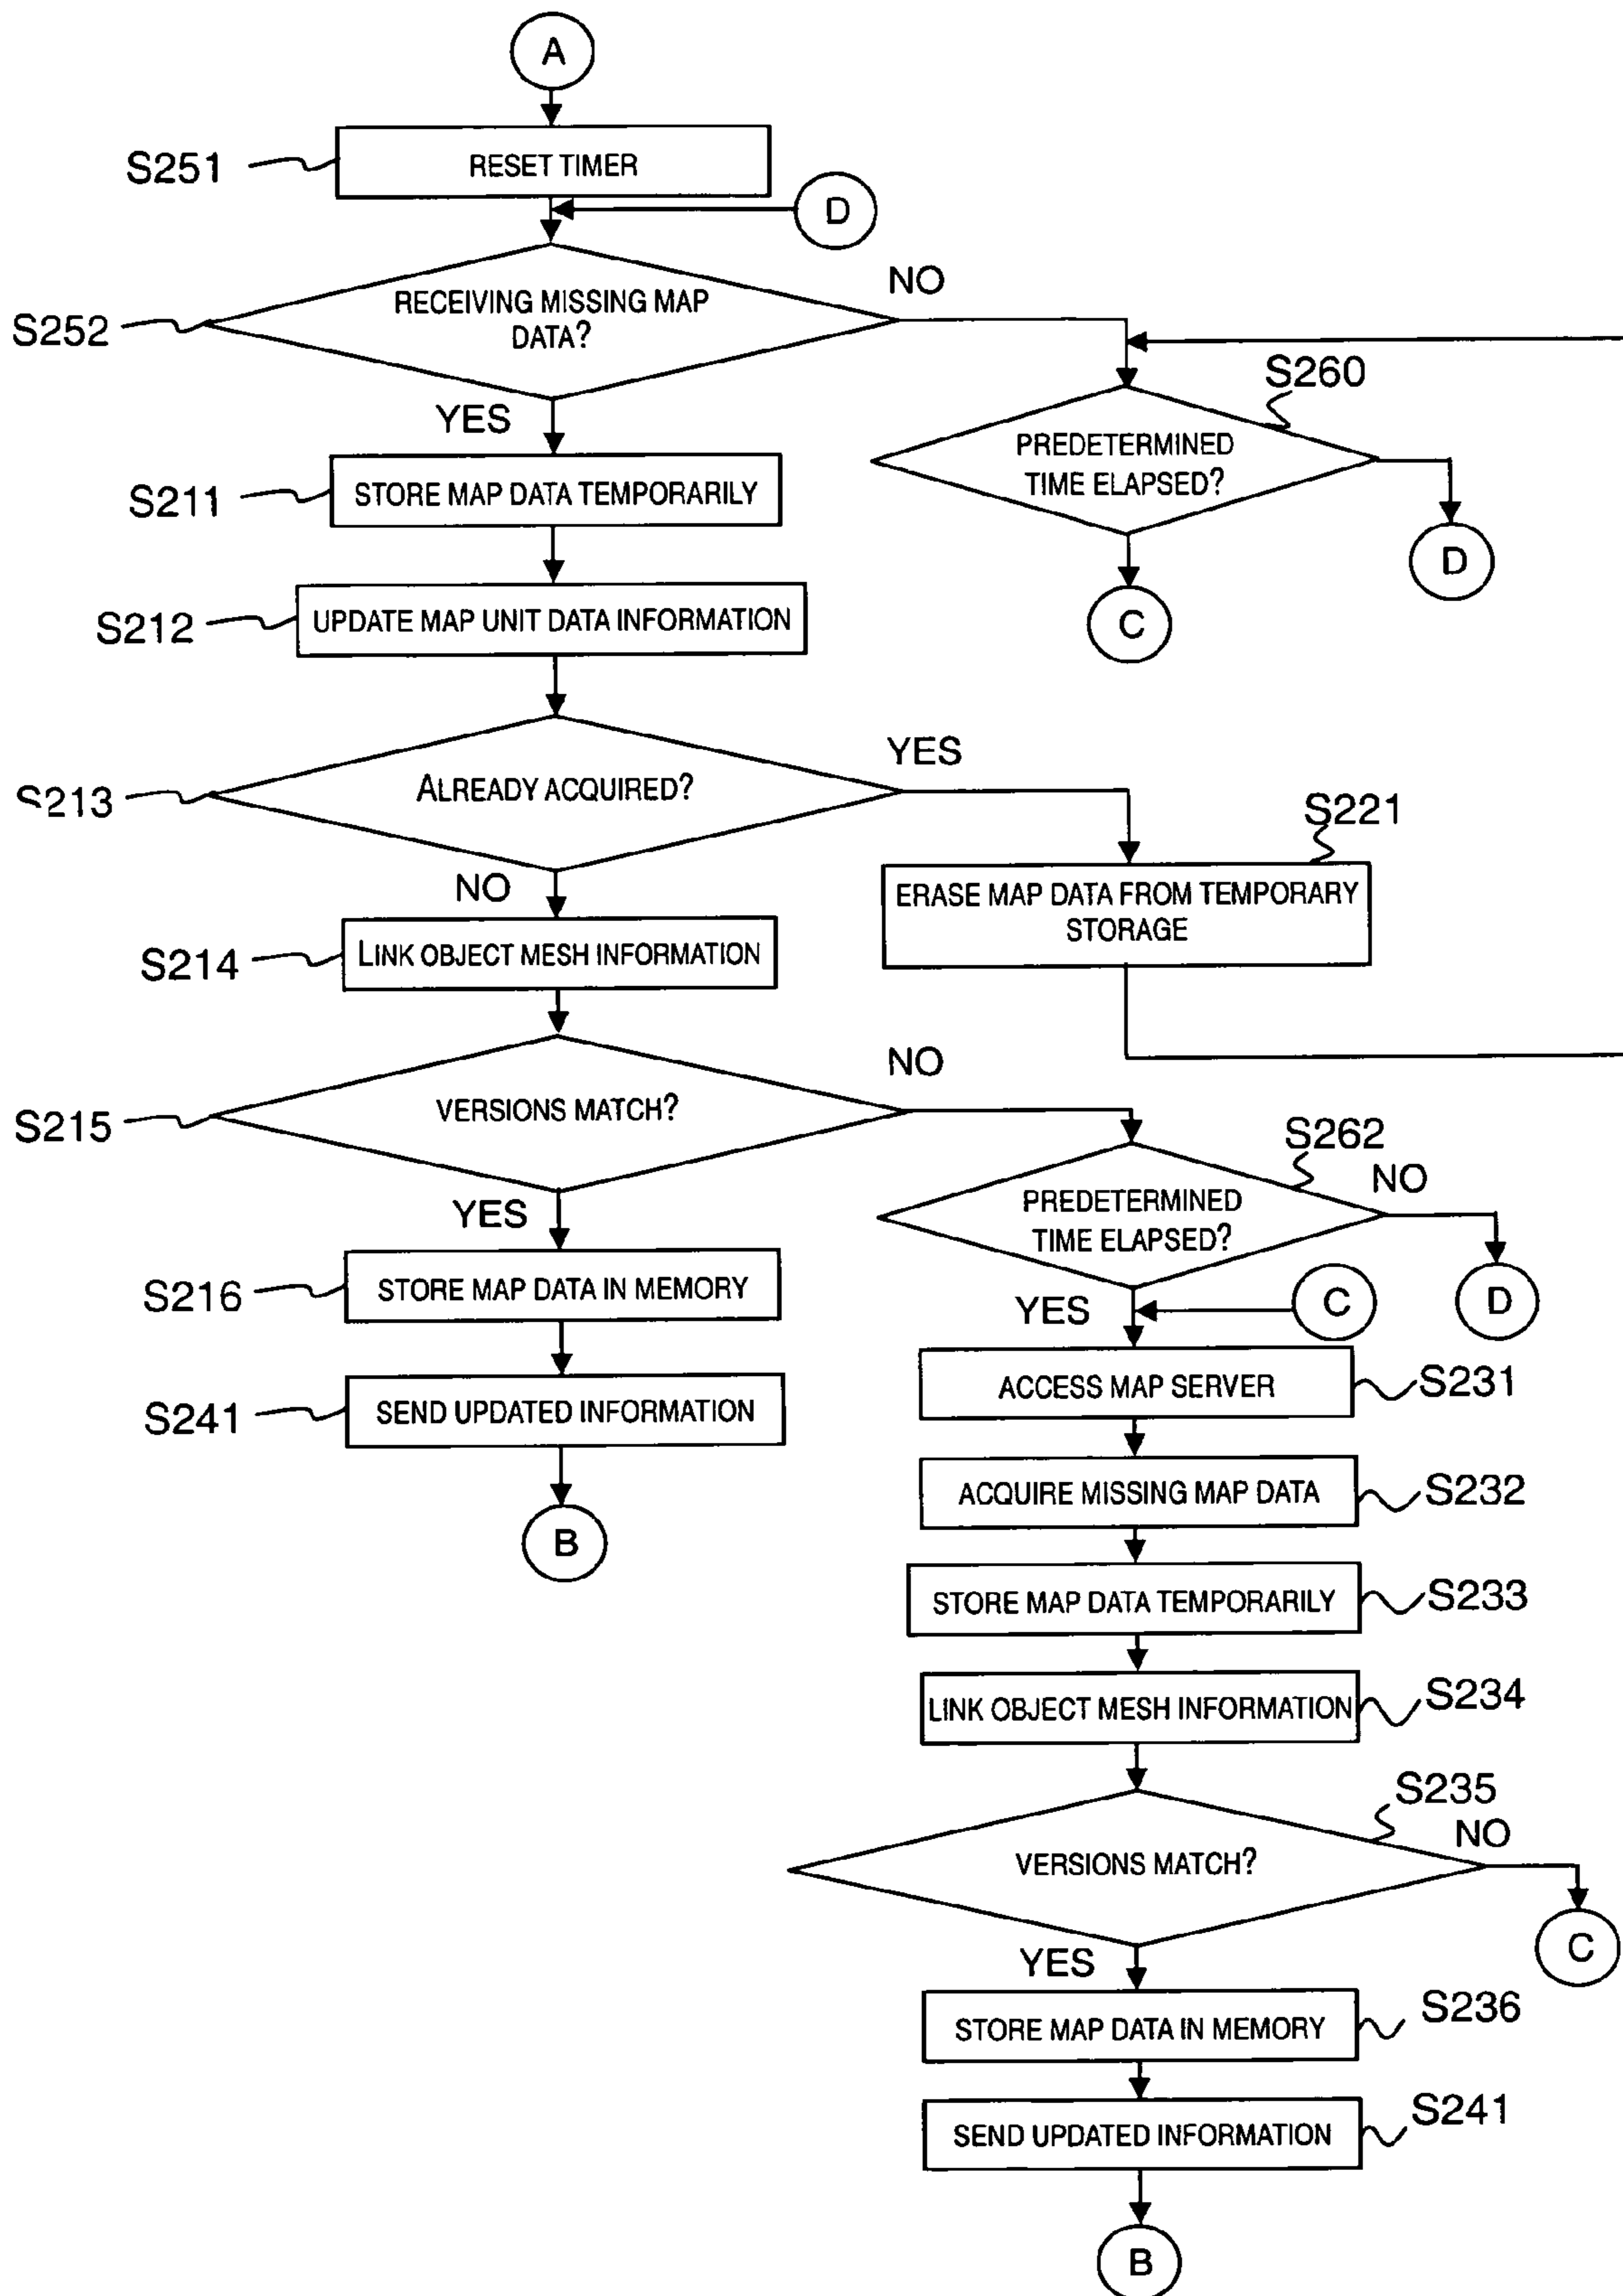 A
S251
RESET TIMER
D
S252
RECEIVING MISSING MAP
DATA?
NO
YES
S260
PREDETERMINED
TIME ELAPSED?
D
C
S211
STORE MAP DATA TEMPORARILY
S212
UPDATE MAP UNIT DATA INFORMATION
S213
ALREADY ACQUIRED?
YES
NO
S221
ERASE MAP DATA FROM TEMPORARY
STORAGE
S214
LINK OBJECT MESH INFORMATION
S215
VERSIONS MATCH?
NO
YES
S262
PREDETERMINED
TIME ELAPSED?
NO
D
YES
C
S216
STORE MAP DATA IN MEMORY
S241
SEND UPDATED INFORMATION
B
ACCESS MAP SERVER
S231
ACQUIRE MISSING MAP DATA
S232
STORE MAP DATA TEMPORARILY
S233
LINK OBJECT MESH INFORMATION
S234
S235
VERSIONS MATCH?
NO
C
YES
STORE MAP DATA IN MEMORY
S236
SEND UPDATED INFORMATION
S241
B